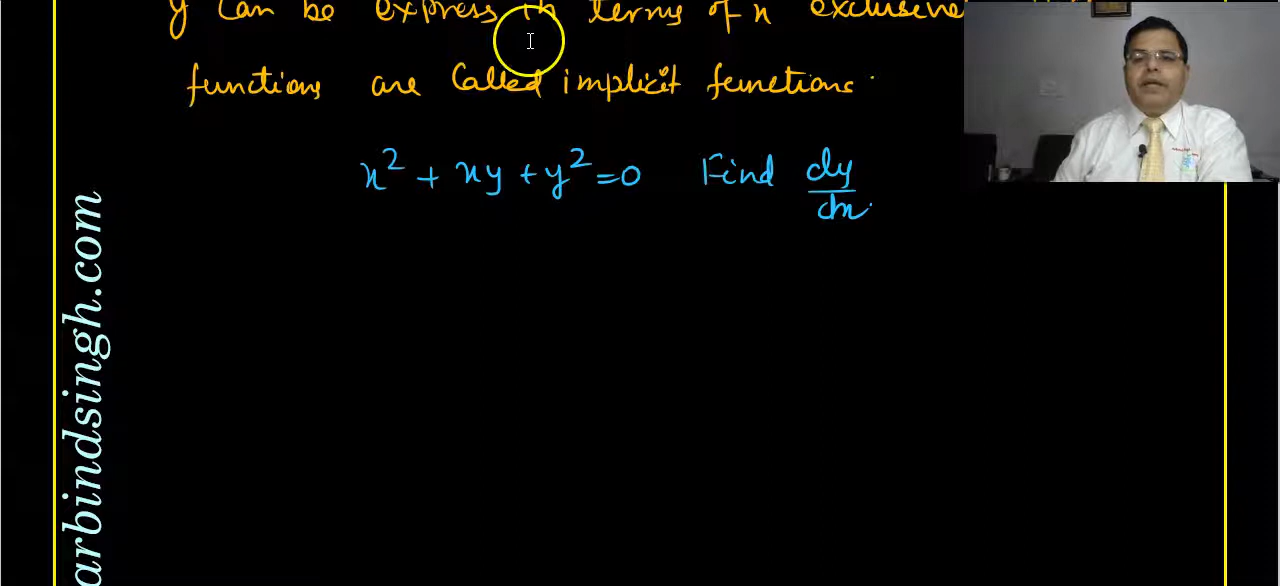 y can be express in terms of x
functions are called implicit functions.
x² + xy + y² = 0 Find dy/dx
arbindsingh.com